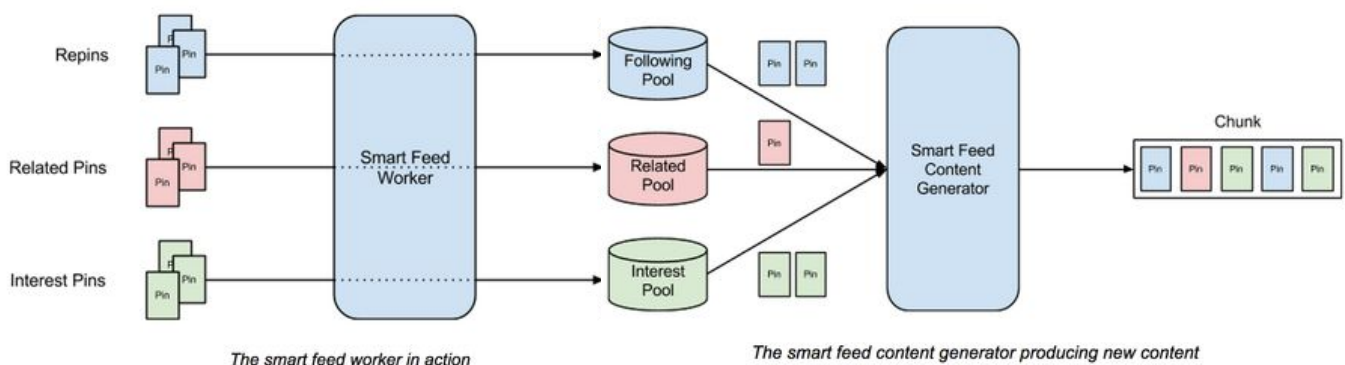 Repins
P
Pin
Pin
Related Pins
P
Pin
Pin
Interest Pins
P
Pin
Pin
Smart Feed
Worker
Following
Pool
Related
Pool
Interest
Pool
Pin
Pin
Pin
Pin
Pin
Smart Feed
Content
Generator
Chunk
Pin
Pin
Pin
Pin
Pin
The smart feed worker in action
The smart feed content generator producing new content